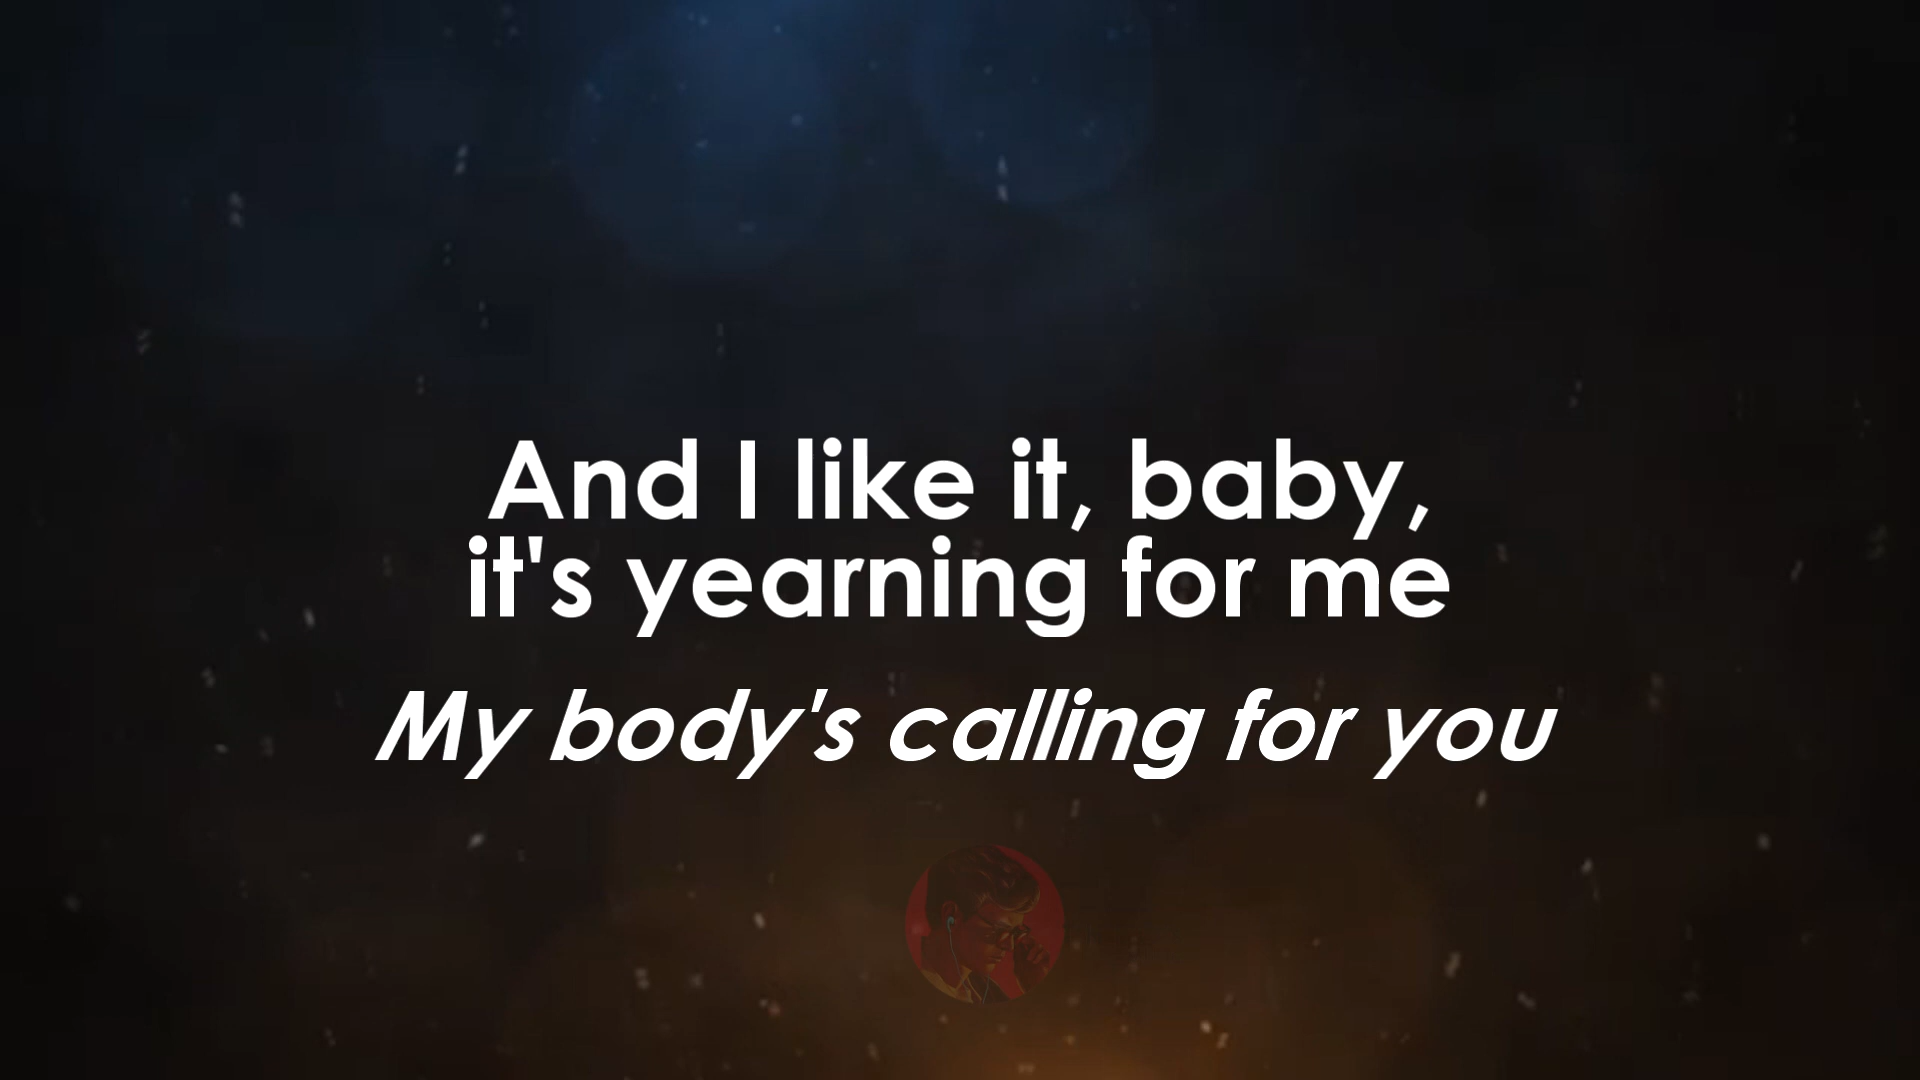 And I like it, baby,
it's yearning for me
My body's calling for you